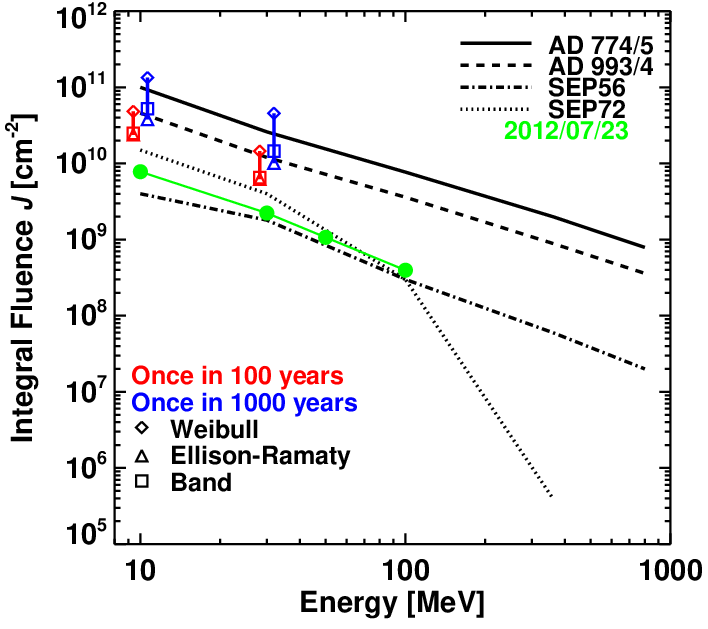 10^12
10^11
10^10
10^9
10^8
10^7
10^6
10^5
Integral Fluence J [cm^-2]
AD 774/5
AD 993/4
SEP56
SEP72
2012/07/23
Once in 100 years
Once in 1000 years
Weibull
Ellison-Ramaty
Band
10 100 1000
Energy [MeV]